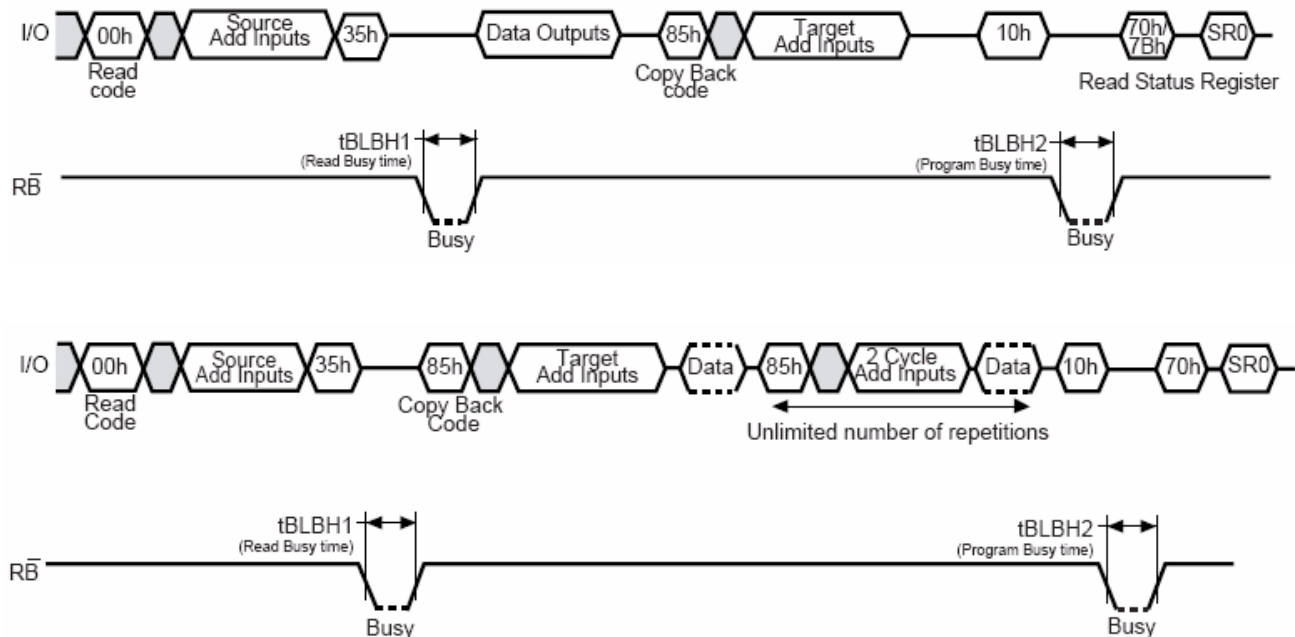 I/O 00h Source Add Inputs 35h Data Outputs 85h Target Add Inputs 10h 70h/7Bh SR0
Read code Copy Back code Read Status Register
tBLBH1 (Read Busy time) tBLBH2 (Program Busy time)
RB̅
Busy Busy
I/O 00h Source Add Inputs 35h 85h Target Add Inputs Data 85h 2 Cycle Add Inputs Data 10h 70h SR0
Read Code Copy Back Code Unlimited number of repetitions
tBLBH1 (Read Busy time) tBLBH2 (Program Busy time)
RB̅
Busy Busy